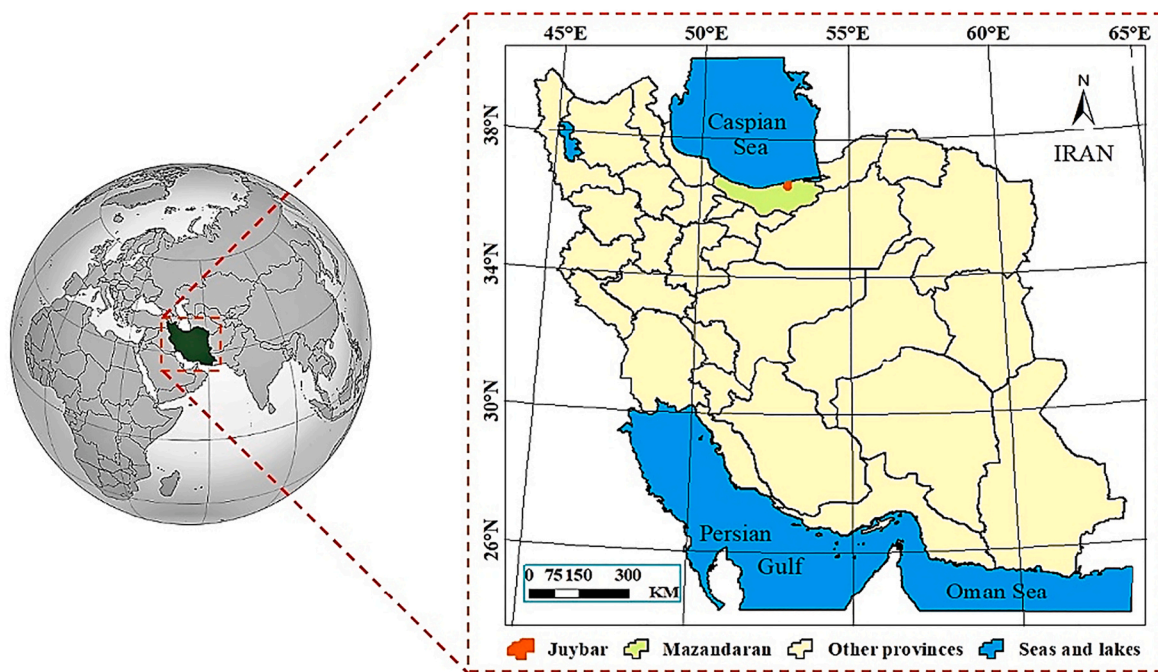 45°E 50°E 55°E 60°E 65°E
N
IRAN
38°N
34°N
30°N
26°N
Caspian
Sea
Persian
Gulf
Oman Sea
0 75 150 300
KM
Juybar Mazandaran Other provinces Seas and lakes